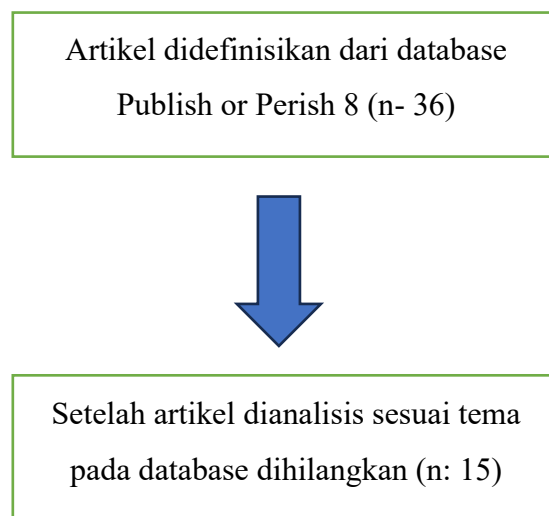 Artikel didefinisikan dari database
Publish or Perish 8 (n- 36)
Setelah artikel dianalisis sesuai tema
pada database dihilangkan (n: 15)